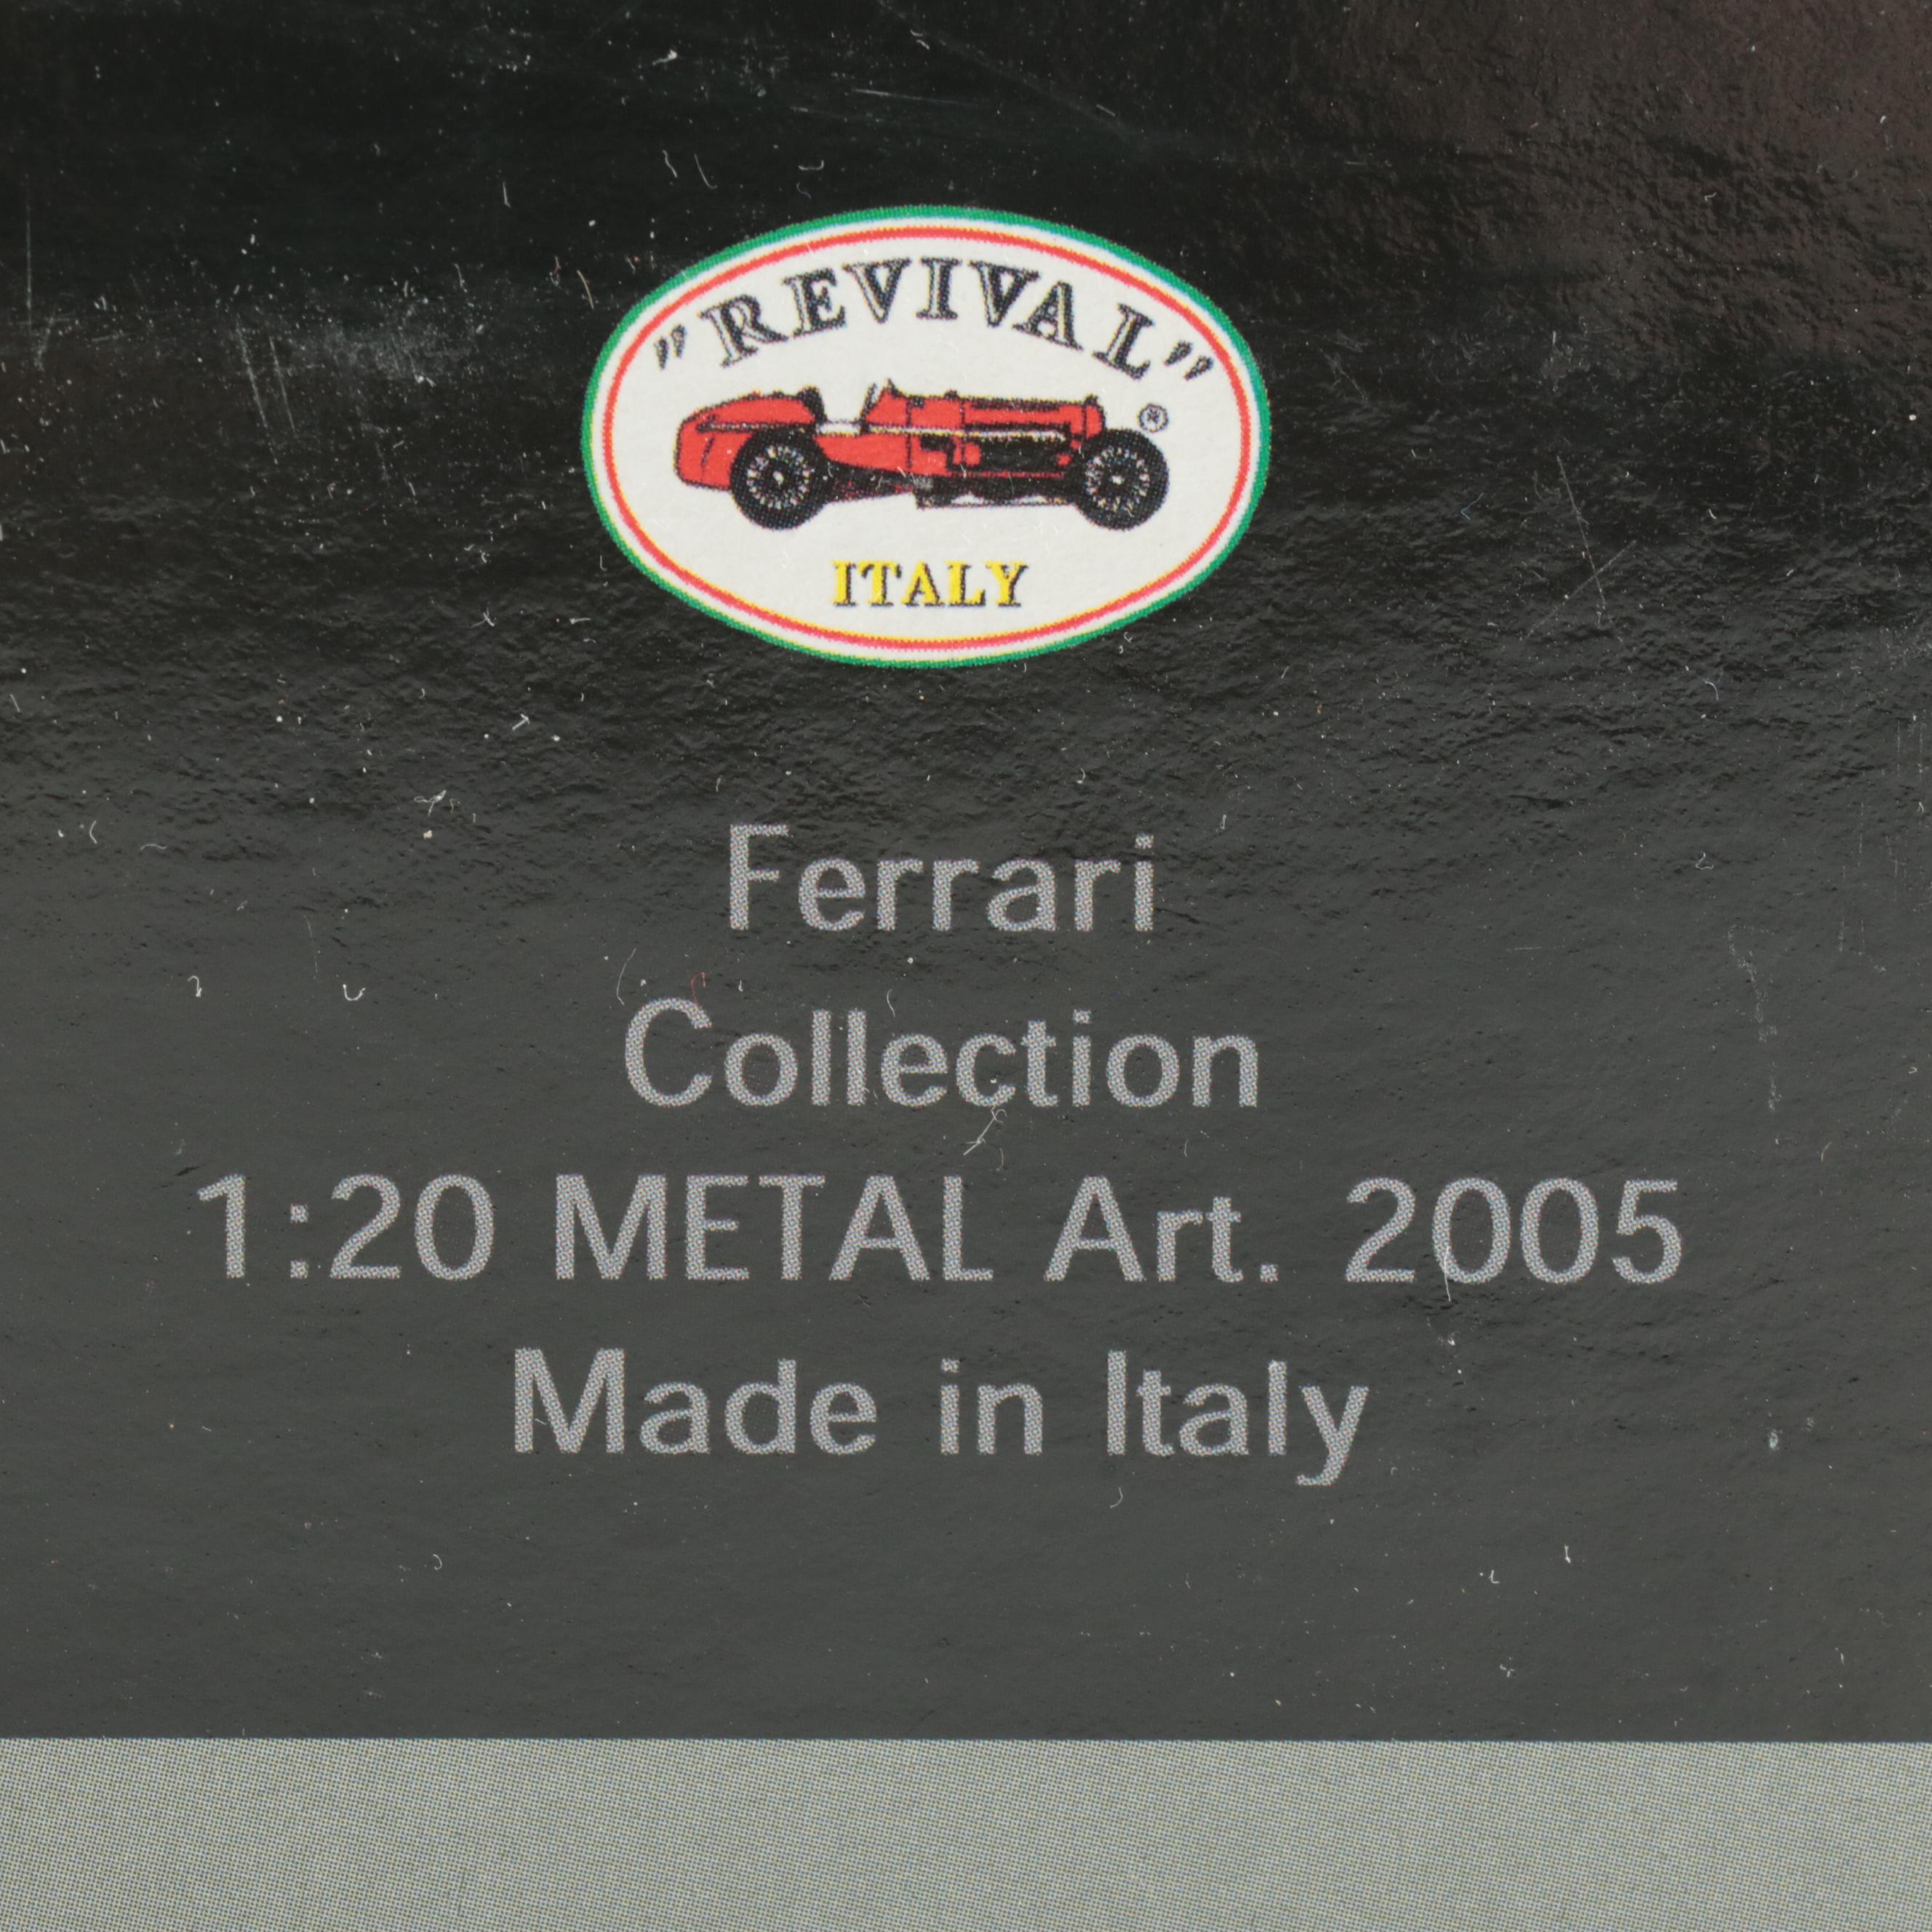 "REVIVAL"
®
ITALY
Ferrari
Collection
1:20 METAL Art. 2005
Made in Italy